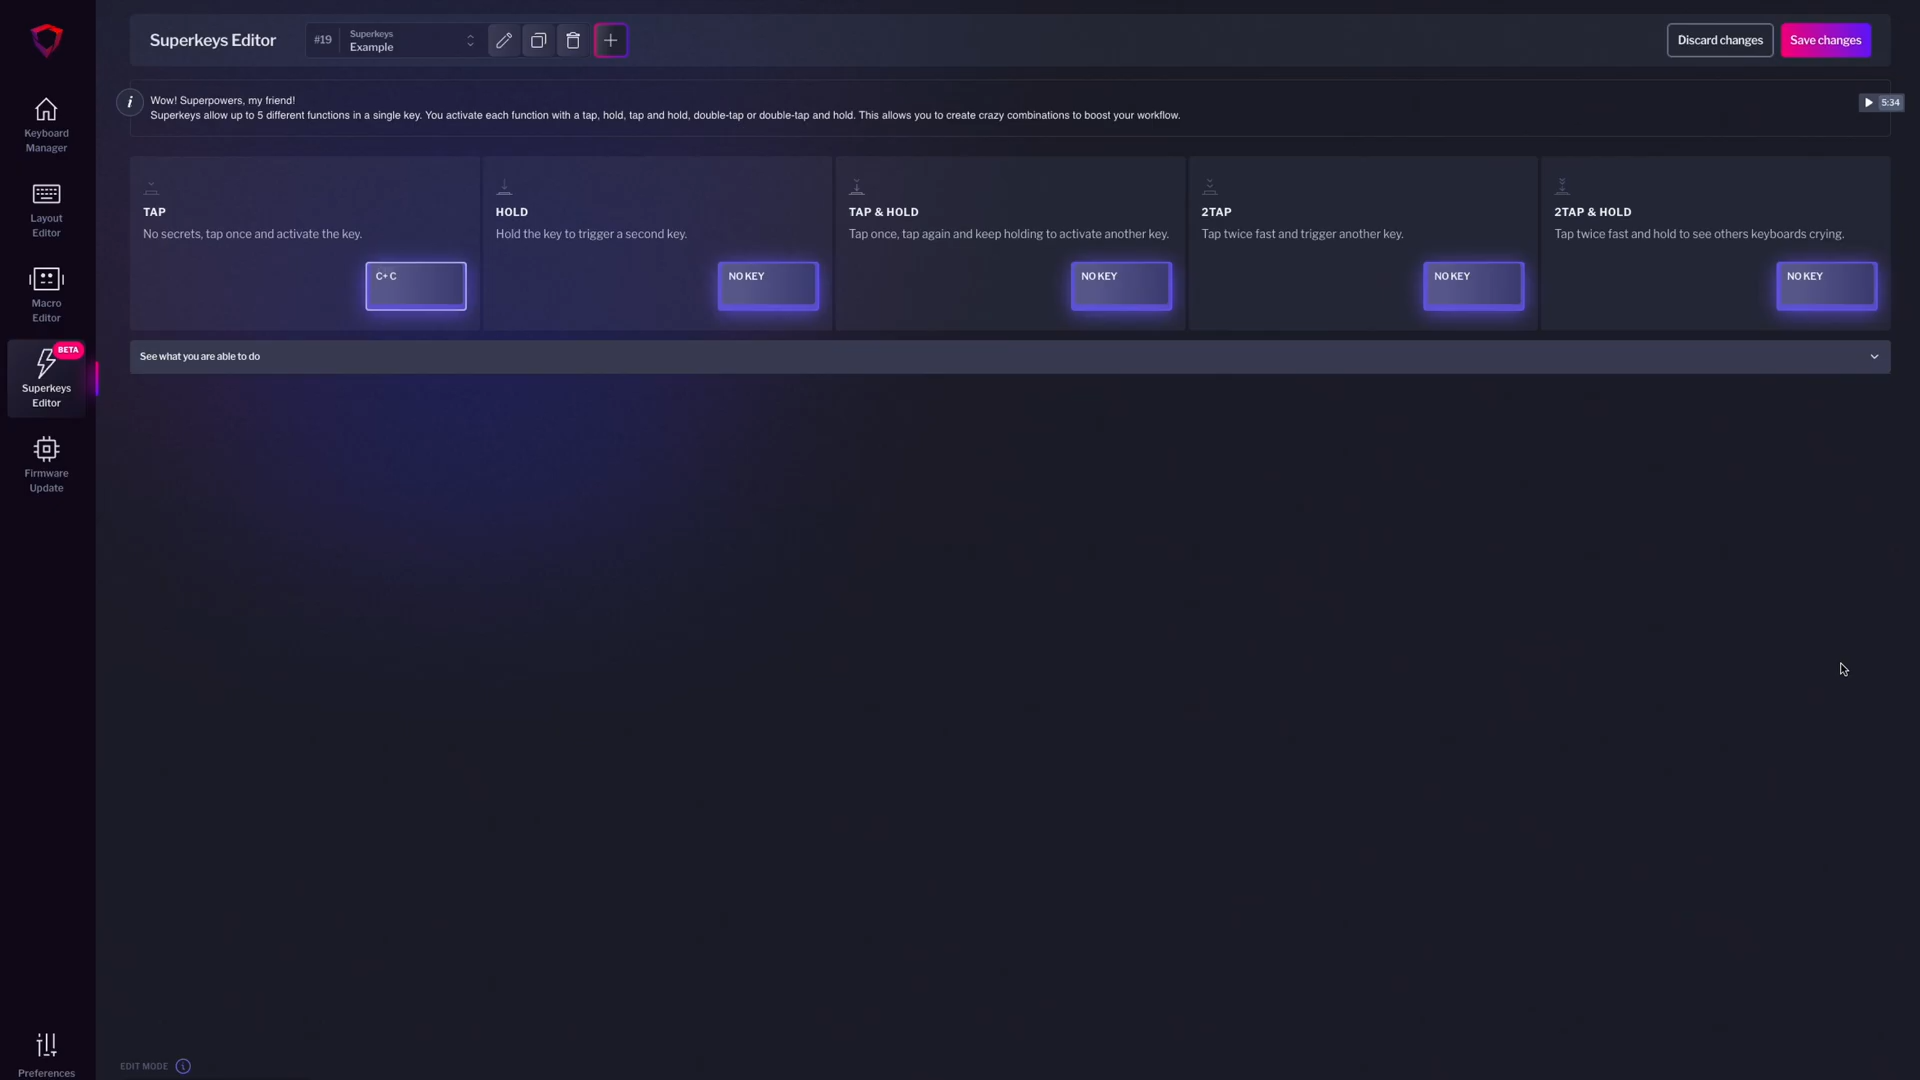 Superkeys Editor
#19
Superkeys
Example
Discard changes
Save changes
Keyboard
Manager
Layout
Editor
Macro
Editor
BETA
Superkeys
Editor
Firmware
Update
Preferences
i
Wow! Superpowers, my friend!
Superkeys allow up to 5 different functions in a single key. You activate each function with a tap, hold, tap and hold, double-tap or double-tap and hold. This allows you to create crazy combinations to boost your workflow.
5:34
TAP
No secrets, tap once and activate the key.
C+ C
HOLD
Hold the key to trigger a second key.
NO KEY
TAP & HOLD
Tap once, tap again and keep holding to activate another key.
NO KEY
2TAP
Tap twice fast and trigger another key.
NO KEY
2TAP & HOLD
Tap twice fast and hold to see others keyboards crying.
NO KEY
See what you are able to do
EDIT MODE i